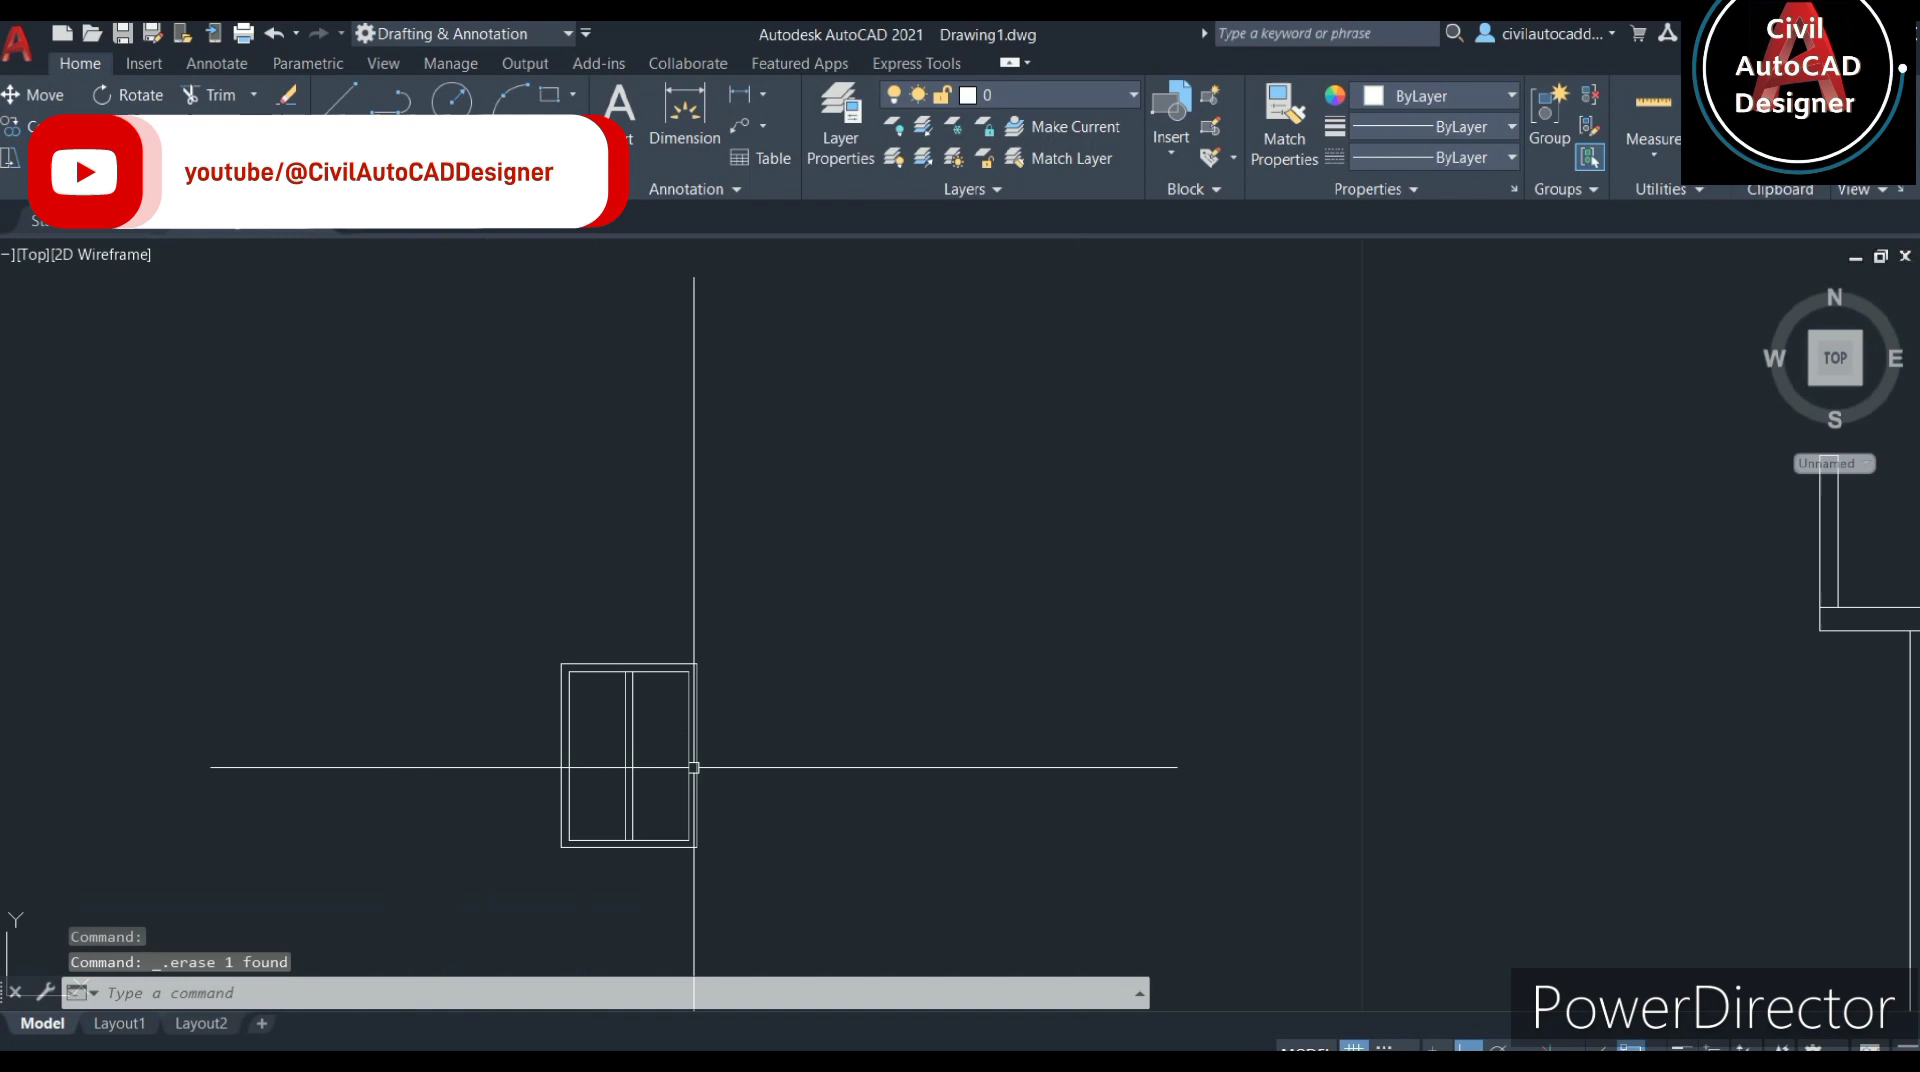 Drafting & Annotation
Autodesk AutoCAD 2021 Drawing1.dwg
Type a keyword or phrase
civilautocadd...
Home Insert Annotate Parametric View Manage Output Add-ins Collaborate Featured Apps Express Tools
Civil
AutoCAD
Designer
Move Rotate Trim
youtube/@CivilAutoCADDesigner
Dimension
Table
Annotation
Layer
Properties
0
Make Current
Match Layer
Layers
Insert
Block
Match
Properties
ByLayer
ByLayer
ByLayer
Properties
Group
Groups
Measure
Utilities
Clipboard
View
[Top][2D Wireframe]
N
W TOP E
S
Unnamed
Y
Command:
Command: _.erase 1 found
Type a command
Model Layout1 Layout2 +
PowerDirector